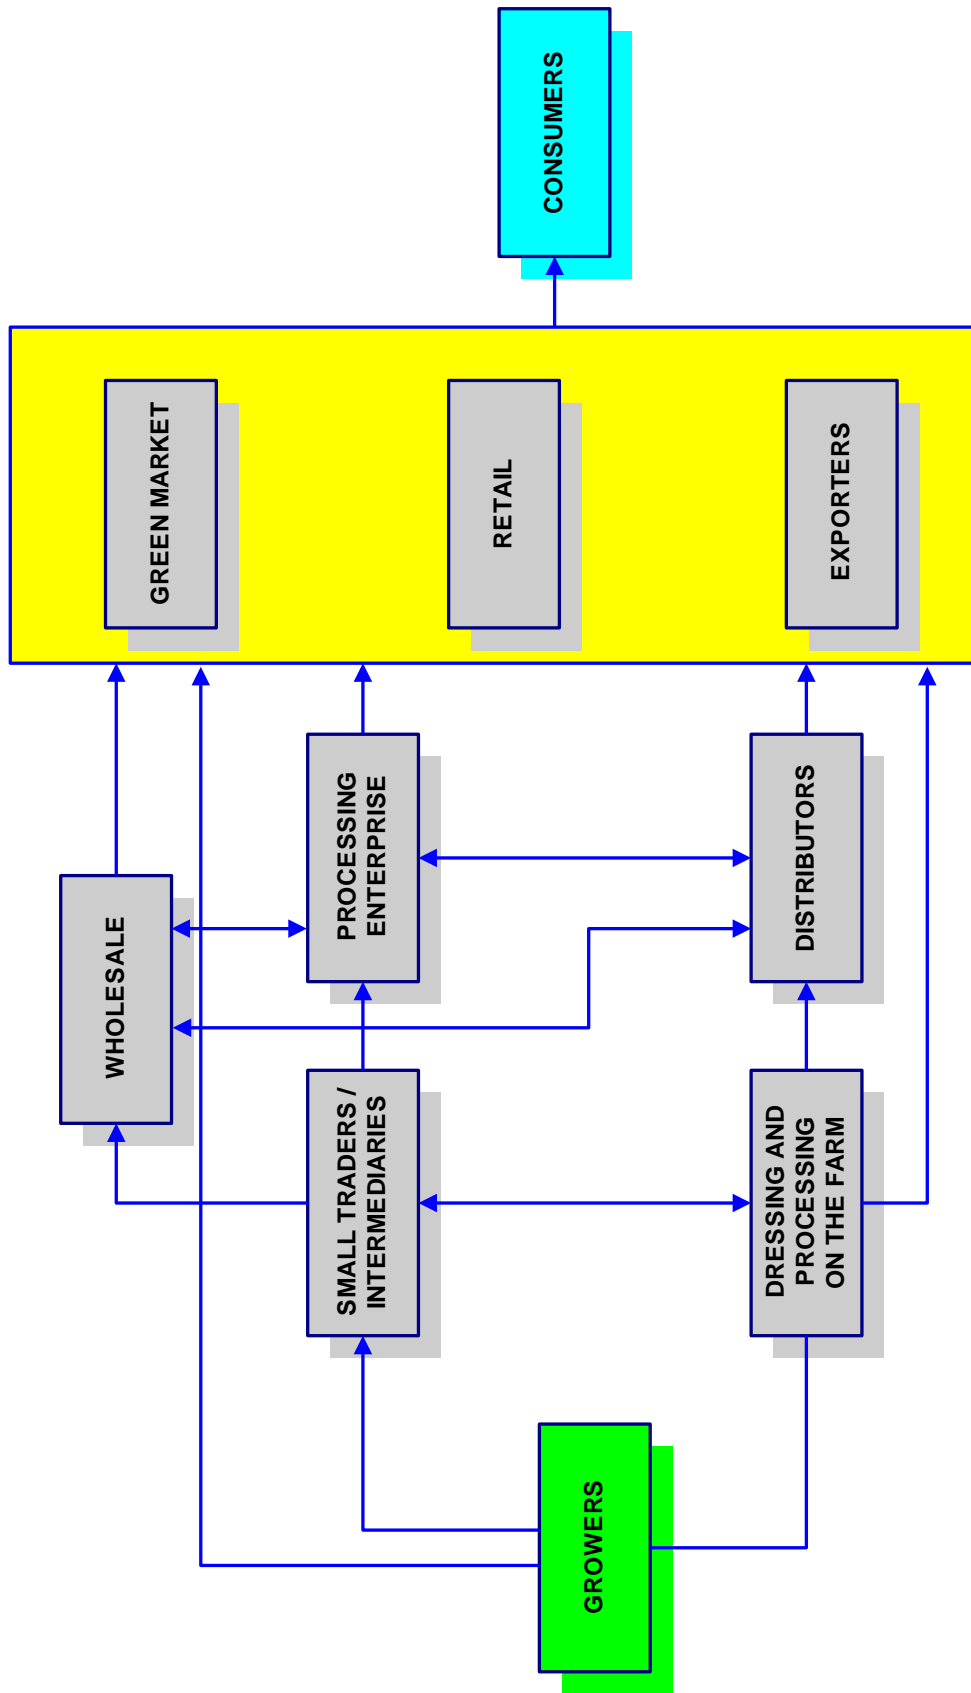 GROWERS
SMALL TRADERS /
INTERMEDIARIES
DRESSING AND
PROCESSING
ON THE FARM
WHOLESALE
PROCESSING
ENTERPRISE
DISTRIBUTORS
GREEN MARKET
RETAIL
EXPORTERS
CONSUMERS